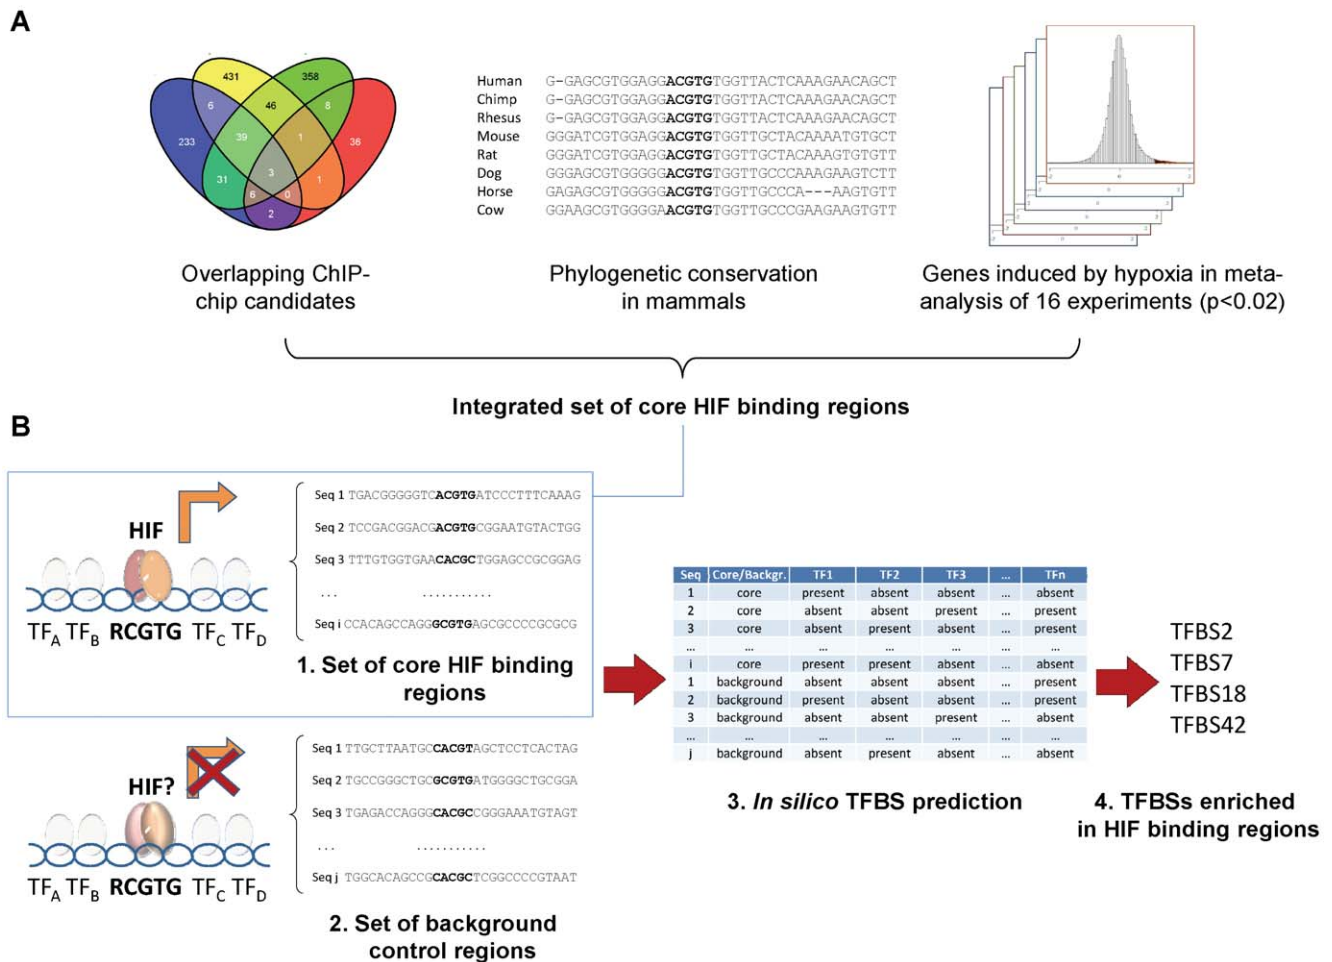 A
431
358
6
46
8
233
39
1
36
31
3
1
6
0
2
Human G-GAGCGTGGAGGACGTGTGGTTACTCAAAGAACAGCT
Chimp G-GAGCGTGGAGGACGTGTGGTTACTCAAAGAACAGCT
Rhesus G-GAGCGTGGAGGACGTGTGGTTACTCAAAGAACAGCT
Mouse GGGATCGTGGAGGACGTGTGGTTGCTACAAAATGTGCT
Rat GGGATCGTGGAGGACGTGTGGTTGCTACAAAGTGTGTT
Dog GGGAGCGTGGGGGACGTGTGGTTGCCCAAAGAAGTCTT
Horse GAGAGCGTGGGGGACGTGTGGTTGCCCA---AAGTGTT
Cow GGAAGCGTGGGGAACGTGTGGTTGCCCGAAGAAGTGTT
Overlapping ChIP-
chip candidates
Phylogenetic conservation
in mammals
Genes induced by hypoxia in meta-
analysis of 16 experiments (p<0.02)
Integrated set of core HIF binding regions
B
HIF
TFA TFB RCGTG TFC TFD
Seq 1 TGACGGGGGTCACGTGATCCCTTTCAAAG
Seq 2 TCCGACGGACGACGTGCGGAATGTACTGG
Seq 3 TTTGTGGTGAACACGCTGGAGCCGCGGAG
... ...........
Seq i CCACAGCCAGGGCGTGAGCGCCCCGCGCG
1. Set of core HIF binding
regions
HIF?
TFA TFB RCGTG TFC TFD
Seq 1 TTGCTTAATGCCACGTAGCTCCTCACTAG
Seq 2 TGCCGGGCTGCGCGTGATGGGGCTGCGGA
Seq 3 TGAGACCAGGGCACGCCGGGAAATGTAGT
... ...........
Seq j TGGCACAGCCGCACGCTCGGCCCCGTAAT
2. Set of background
control regions
Seq Core/Backgr. TF1 TF2 TF3 ... TFn
1 core present absent absent ... absent
2 core absent absent present ... present
3 core absent present absent ... present
... ... ... ... ... ...
i core present present absent ... absent
1 background absent absent absent ... present
2 background present absent absent ... present
3 background absent absent present ... absent
... ... ... ... ... ...
j background absent present absent ... absent
3. In silico TFBS prediction
TFBS2
TFBS7
TFBS18
TFBS42
4. TFBSs enriched
in HIF binding regions